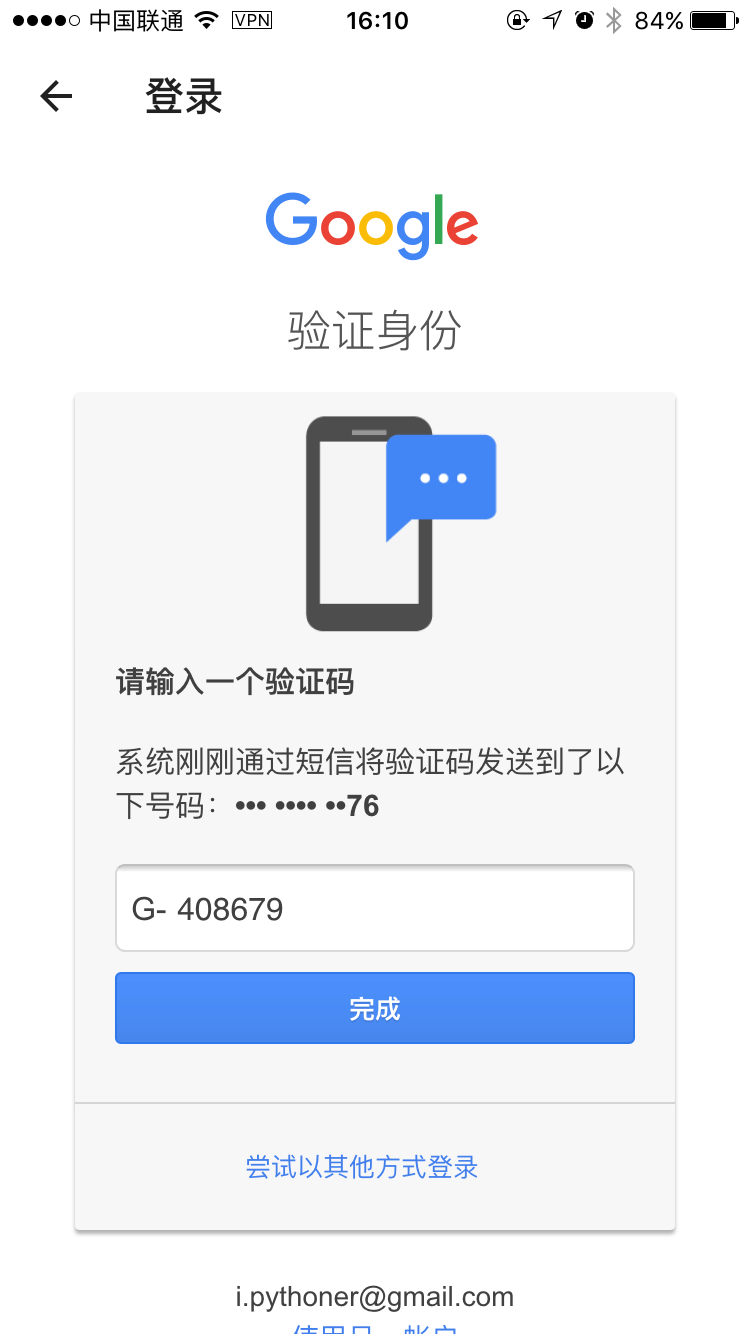 中国联通 VPN 16:10 84%
登录
Google
验证身份
请输入一个验证码
系统刚刚通过短信将验证码发送到了以
下号码：••• •••• ••76
G- 408679
完成
尝试以其他方式登录
i.pythoner@gmail.com